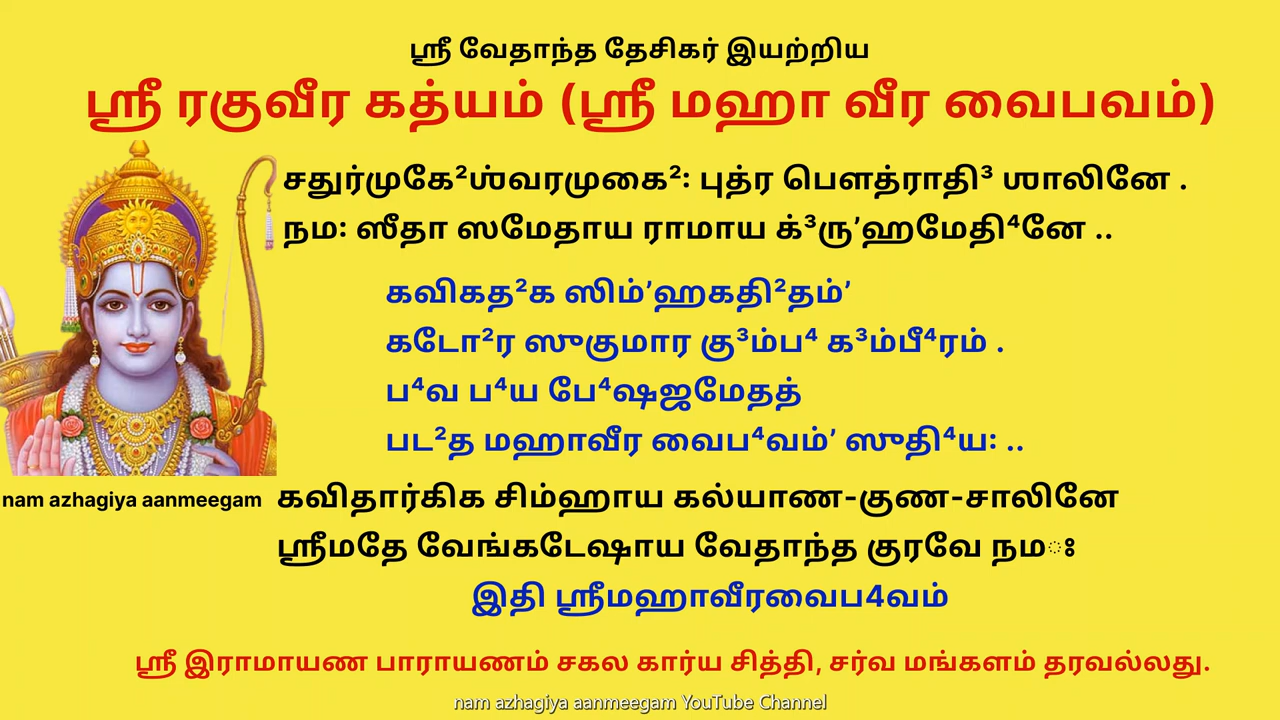 ஸ்ரீ வேதாந்த தேசிகர் இயற்றிய
ஸ்ரீ ரகுவீர கத்யம் (ஸ்ரீ மஹா வீர வைபவம்)
சதுர்முகே²ஶ்வரமுகை²: புத்ர பௌத்ராதி³ ஶாலினே .
நம: ஸீதா ஸமேதாய ராமாய க்³ரு’ஹமேதி⁴னே ..
கவிகத²க ஸிம்’ஹகதி²தம்’
கடோ²ர ஸுகுமார கு³ம்ப⁴ க³ம்பீ⁴ரம் .
ப⁴வ ப⁴ய பே⁴ஷஜமேதத்
பட²த மஹாவீர வைப⁴வம்’ ஸுதி⁴ய: ..
nam azhagiya aanmeegam
கவிதார்கிக சிம்ஹாய கல்யாண-குண-சாலினே
ஸ்ரீமதே வேங்கடேஷாய வேதாந்த குரவே நமஃ
இதி ஸ்ரீமஹாவீரவைப4வம்
ஸ்ரீ இராமாயண பாராயணம் சகல கார்ய சித்தி, சர்வ மங்களம் தரவல்லது.
nam azhagiya aanmeegam YouTube Channel